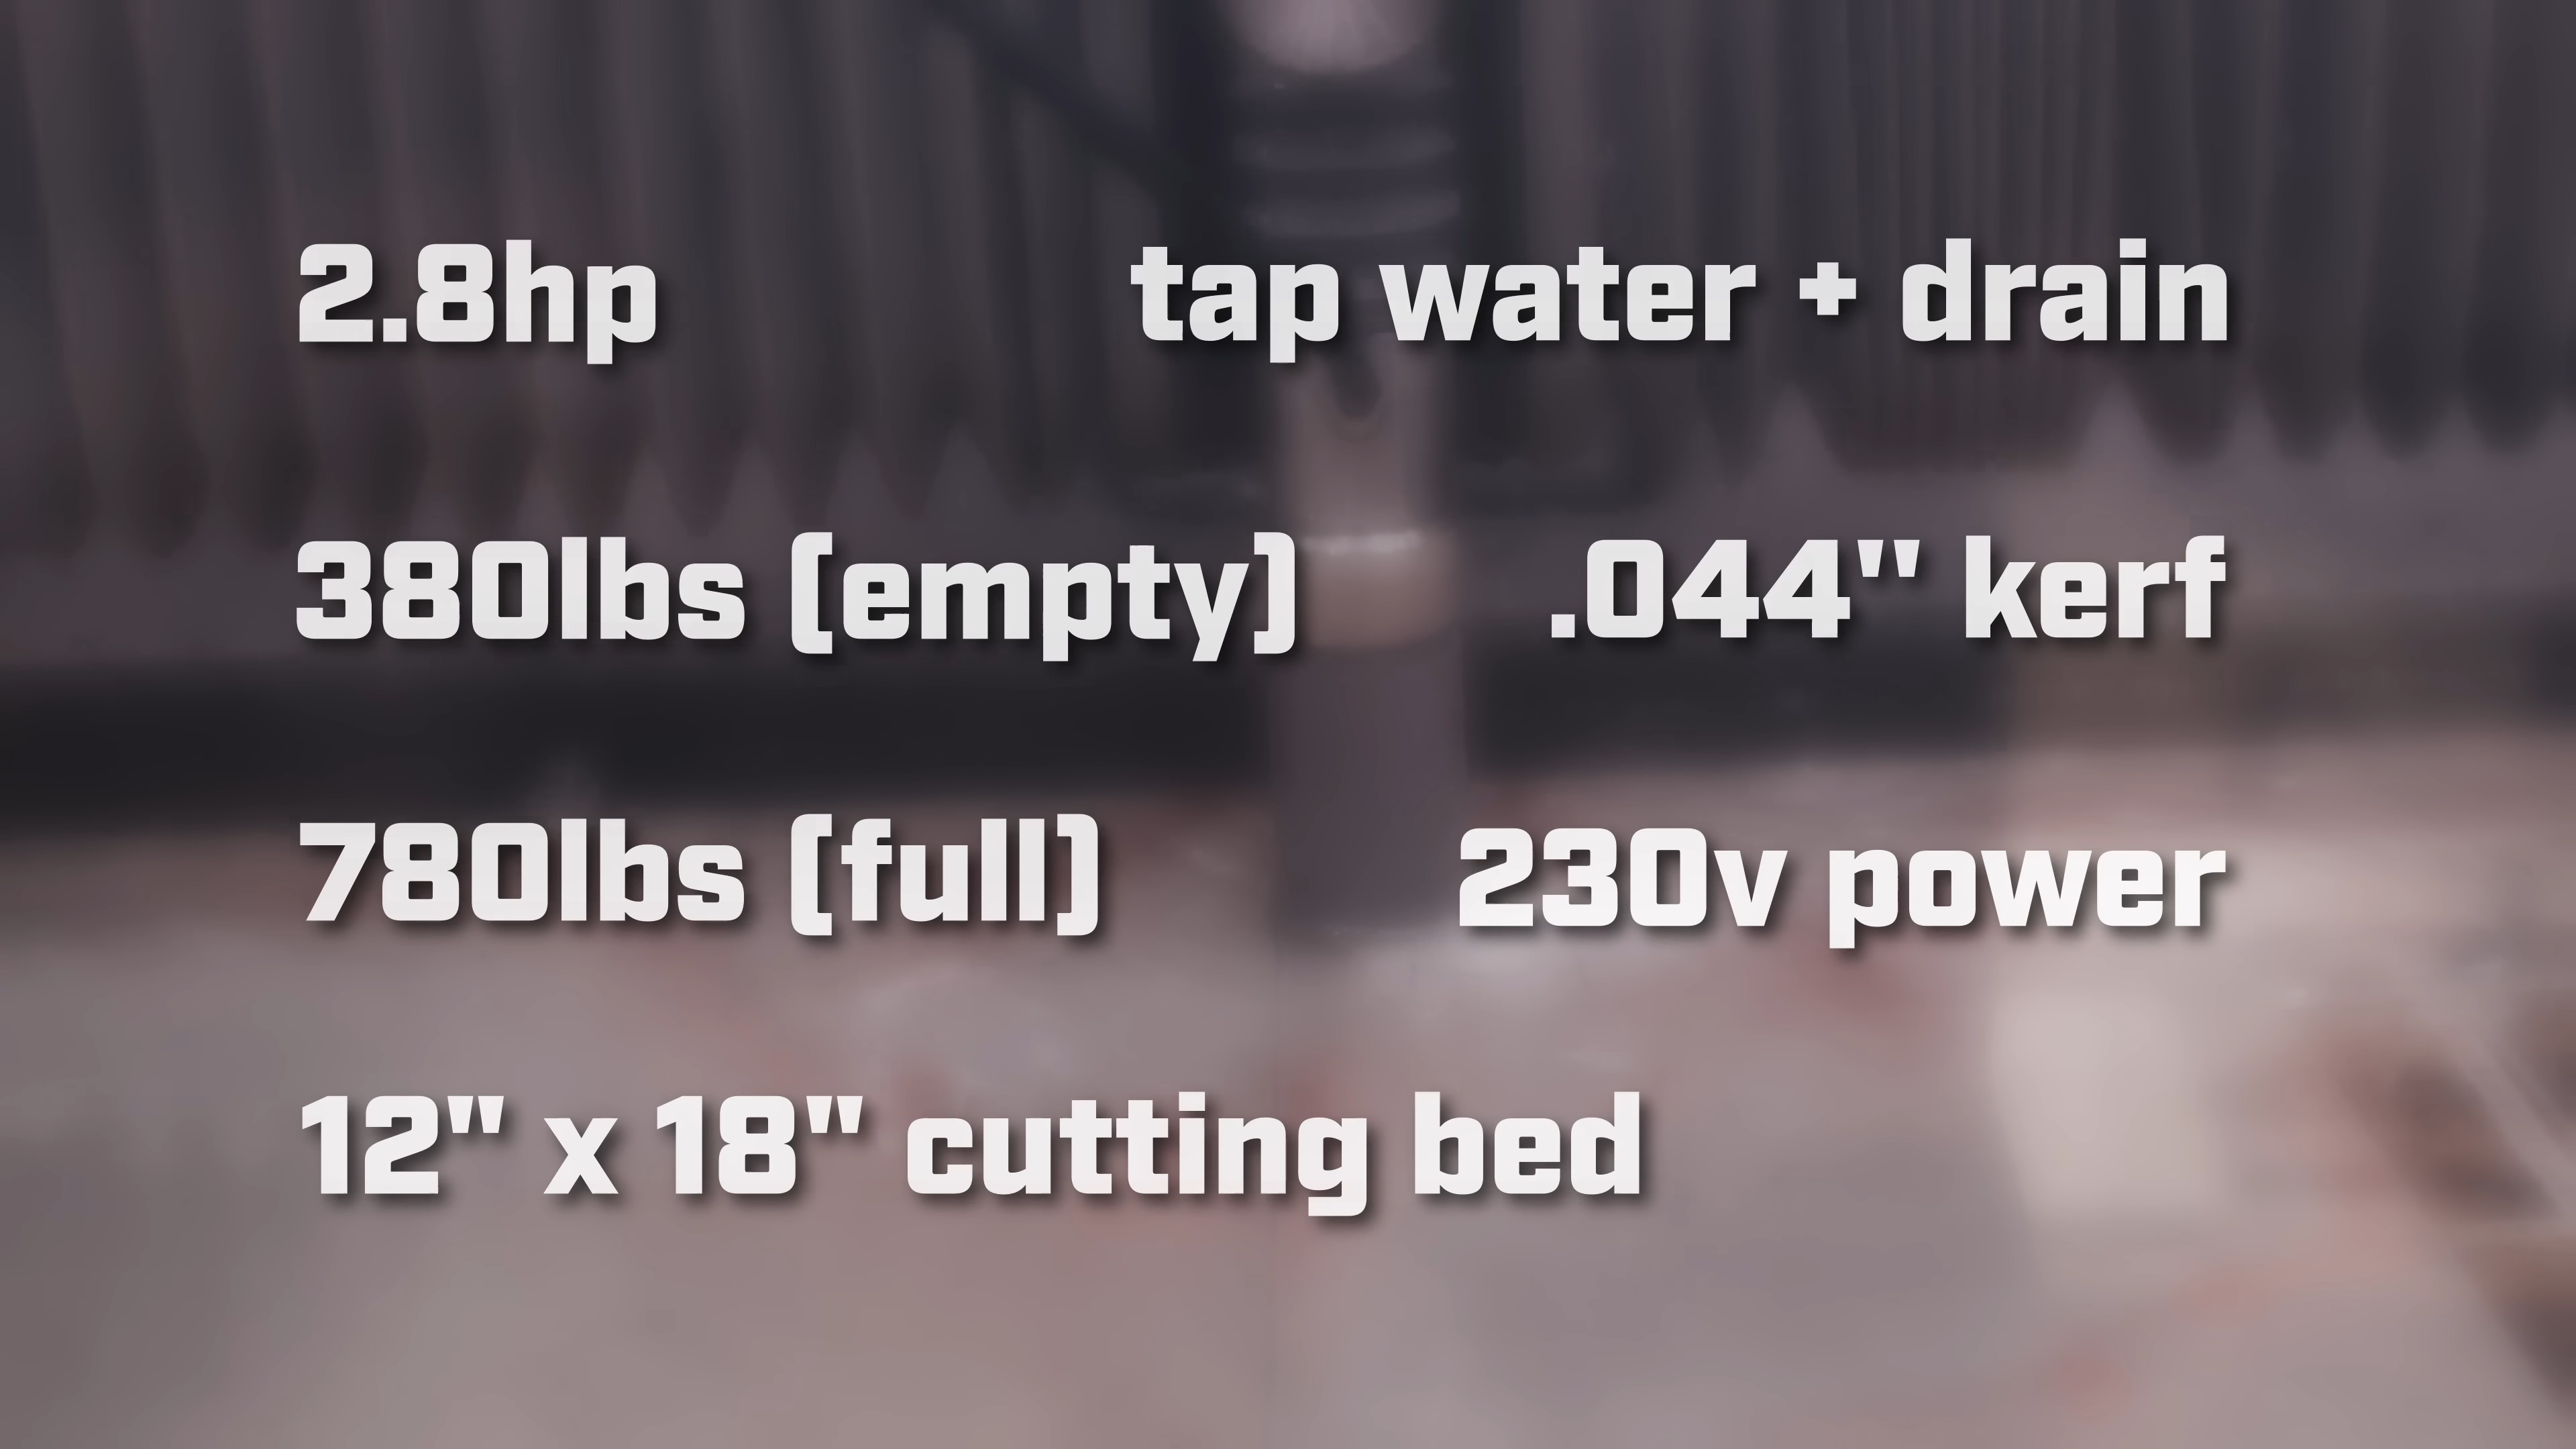 2.8hp
tap water + drain
380lbs (empty)
.044" kerf
780lbs (full)
230v power
12" x 18" cutting bed